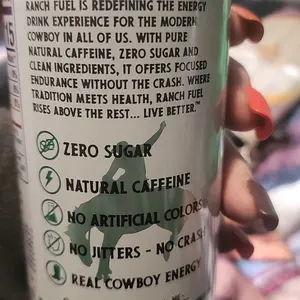 RANCH FUEL IS REDEFINING THE ENERGY
DRINK EXPERIENCE FOR THE MODERN
COWBOY IN ALL OF US. WITH PURE
NATURAL CAFFEINE, ZERO SUGAR AND
CLEAN INGREDIENTS, IT OFFERS FOCUSED
ENDURANCE WITHOUT THE CRASH. WHERE
TRADITION MEETS HEALTH, RANCH FUEL
RISES ABOVE THE REST... LIVE BETTER.™
ZERO SUGAR
NATURAL CAFFEINE
NO ARTIFICIAL COLORS
NO JITTERS - NO CRASH
REAL COWBOY ENERGY